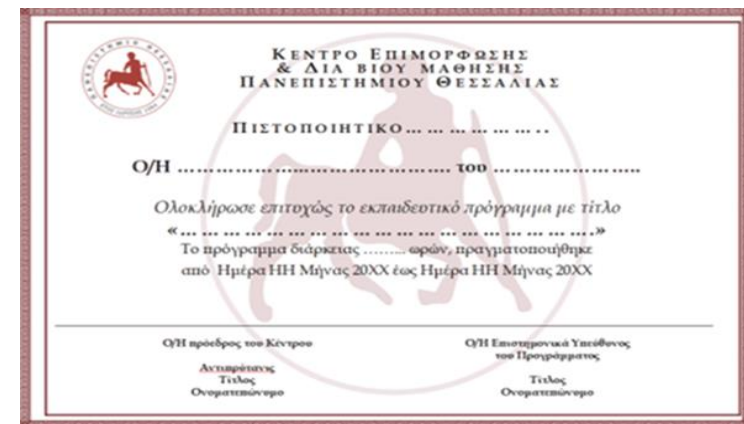 ΠΑΝΕΠΙΣΤΗΜΙΟ ΘΕΣΣΑΛΙΑΣ
ΚΕΝΤΡΟ ΕΠΙΜΟΡΦΩΣΗΣ
& ΔΙΑ ΒΙΟΥ ΜΑΘΗΣΗΣ
ΠΑΝΕΠΙΣΤΗΜΙΟΥ ΘΕΣΣΑΛΙΑΣ
ΠΙΣΤΟΠΟΙΗΤΙΚΟ… … … … … … . .
Ο/Η ……………………………………… του ……………………..
Ολοκλήρωσε επιτυχώς το εκπαιδευτικό πρόγραμμα με τίτλο
«… … … … … … … … … … … … … … … … … … ….»
Το πρόγραμμα διάρκειας …….. ωρών, πραγματοποιήθηκε
από Ημέρα ΗΗ Μήνας 20ΧΧ έως Ημέρα ΗΗ Μήνας 20ΧΧ
Ο/Η πρόεδρος του Κέντρου
Αντιπρύτανις
Τίτλος
Ονοματεπώνυμο
Ο/Η Επιστημονικά Υπεύθυνος
του Προγράμματος
Τίτλος
Ονοματεπώνυμο